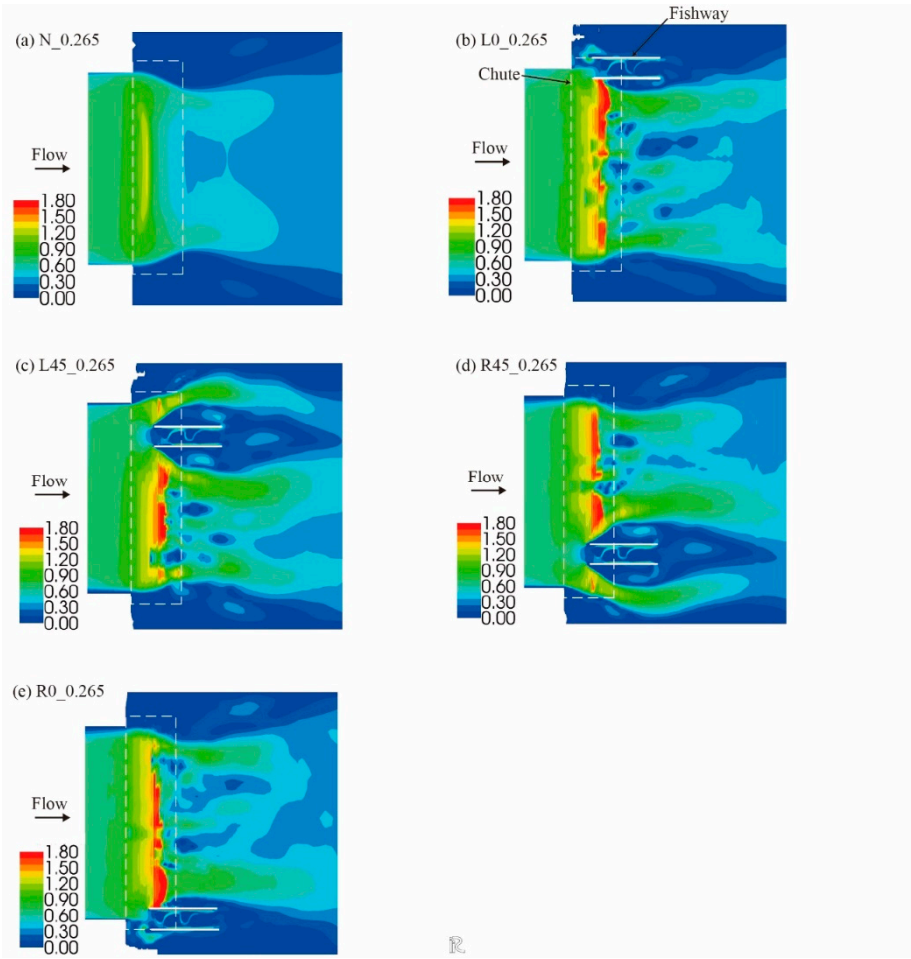 (a) N_0.265
Flow
1.80
1.50
1.20
0.90
0.60
0.30
0.00
(b) L0_0.265
Fishway
Chute
Flow
1.80
1.50
1.20
0.90
0.60
0.30
0.00
(c) L45_0.265
Flow
1.80
1.50
1.20
0.90
0.60
0.30
0.00
(d) R45_0.265
Flow
1.80
1.50
1.20
0.90
0.60
0.30
0.00
(e) R0_0.265
Flow
1.80
1.50
1.20
0.90
0.60
0.30
0.00